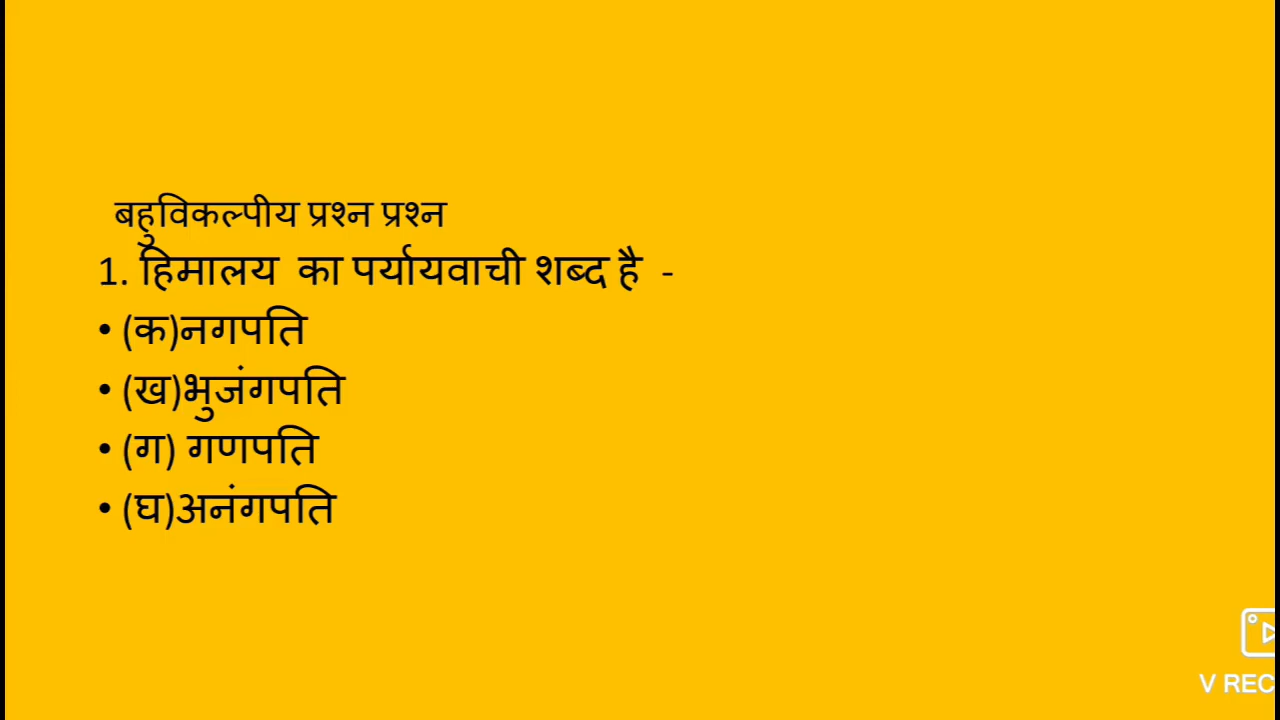 बहुविकल्पीय प्रश्न प्रश्न
1. हिमालय का पर्यायवाची शब्द है -
• (क)नगपति
• (ख)भुजंगपति
• (ग) गणपति
• (घ)अनंगपति
V REC